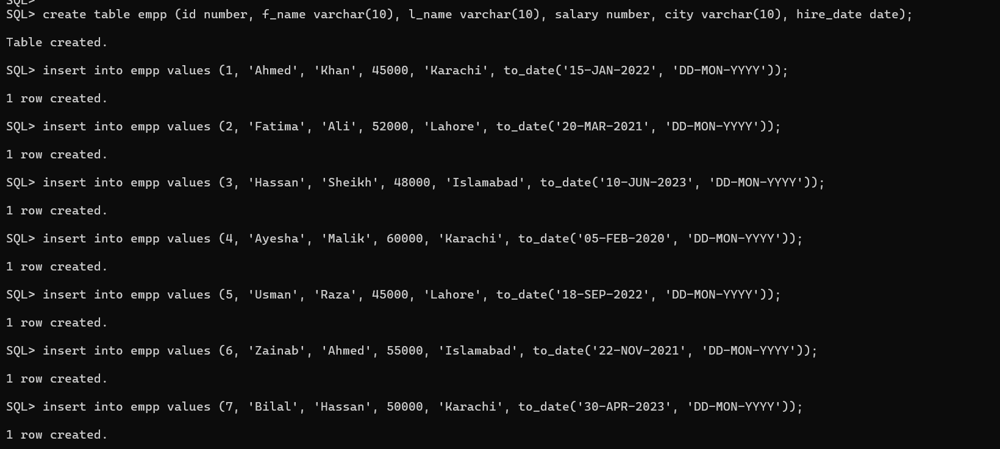 SQL>
SQL> create table empp (id number, f_name varchar(10), l_name varchar(10), salary number, city varchar(10), hire_date date);
Table created.
SQL> insert into empp values (1, 'Ahmed', 'Khan', 45000, 'Karachi', to_date('15-JAN-2022', 'DD-MON-YYYY'));
1 row created.
SQL> insert into empp values (2, 'Fatima', 'Ali', 52000, 'Lahore', to_date('20-MAR-2021', 'DD-MON-YYYY'));
1 row created.
SQL> insert into empp values (3, 'Hassan', 'Sheikh', 48000, 'Islamabad', to_date('10-JUN-2023', 'DD-MON-YYYY'));
1 row created.
SQL> insert into empp values (4, 'Ayesha', 'Malik', 60000, 'Karachi', to_date('05-FEB-2020', 'DD-MON-YYYY'));
1 row created.
SQL> insert into empp values (5, 'Usman', 'Raza', 45000, 'Lahore', to_date('18-SEP-2022', 'DD-MON-YYYY'));
1 row created.
SQL> insert into empp values (6, 'Zainab', 'Ahmed', 55000, 'Islamabad', to_date('22-NOV-2021', 'DD-MON-YYYY'));
1 row created.
SQL> insert into empp values (7, 'Bilal', 'Hassan', 50000, 'Karachi', to_date('30-APR-2023', 'DD-MON-YYYY'));
1 row created.